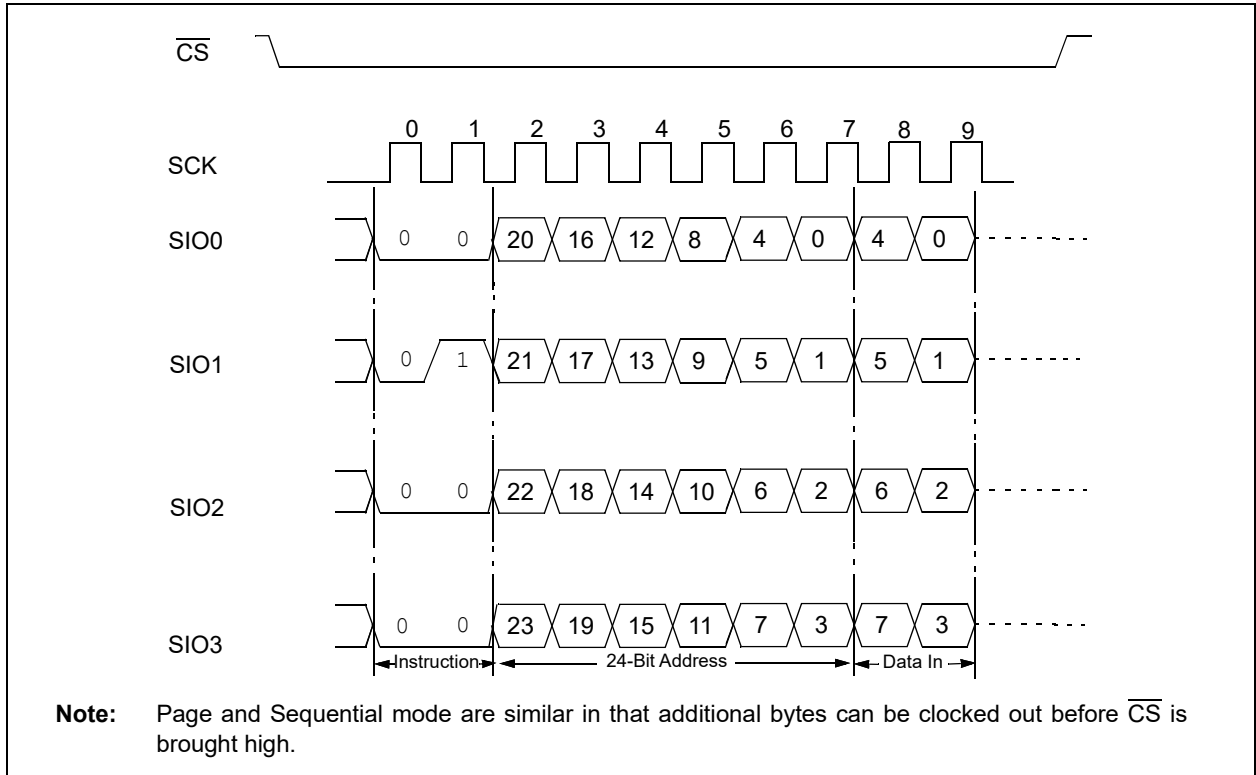 CS
0 1 2 3 4 5 6 7 8 9
SCK
SIO0 0 0 20 16 12 8 4 0 4 0
SIO1 0 1 21 17 13 9 5 1 5 1
SIO2 0 0 22 18 14 10 6 2 6 2
SIO3 0 0 23 19 15 11 7 3 7 3
Instruction 24-Bit Address Data In
Note: Page and Sequential mode are similar in that additional bytes can be clocked out before CS is
brought high.